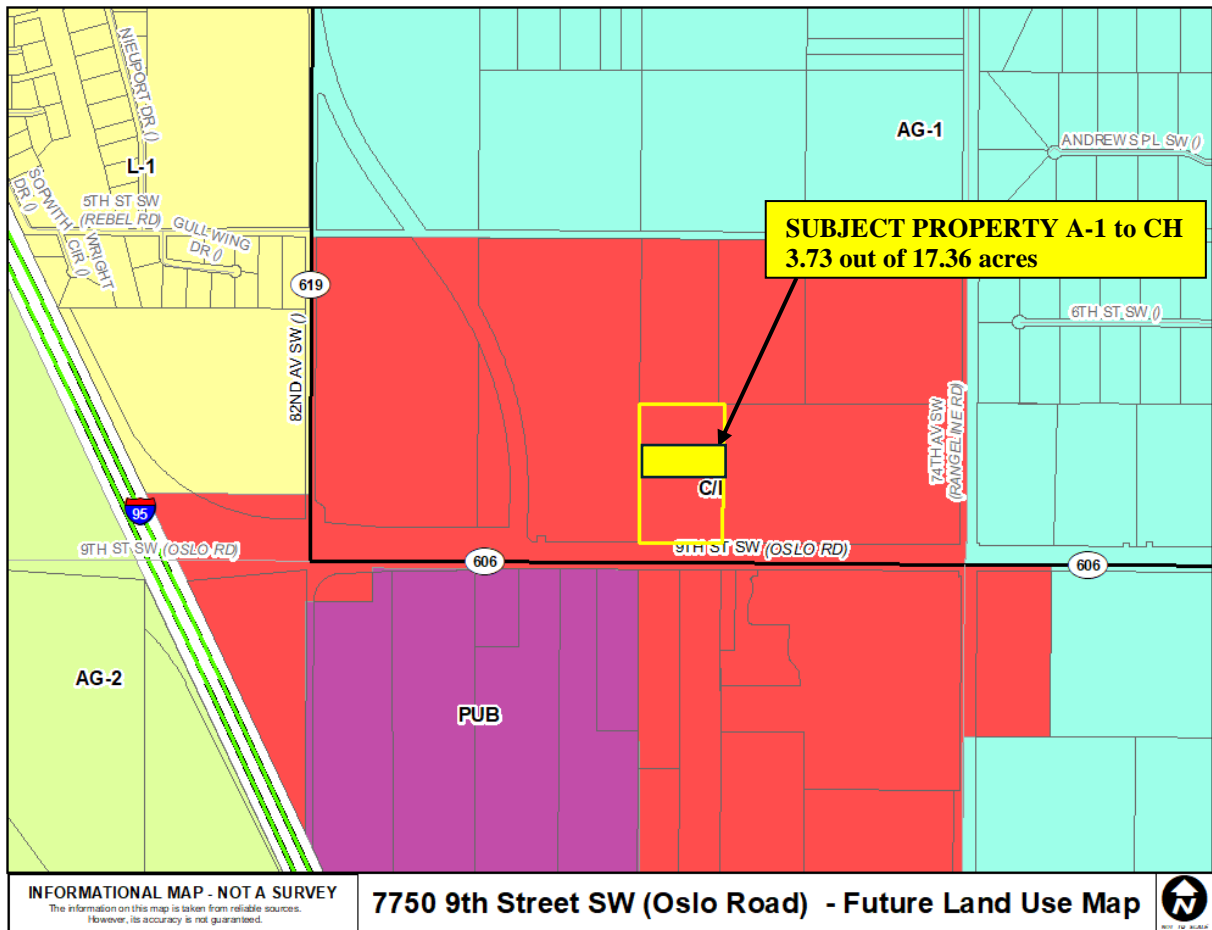 NIEUPORT DR ()
AG-1
ANDREWS PL SW ()
L-1
SOPWITH
DR ()
5TH ST SW
(REBEL RD)
WRIGHT
CIR ()
GULL WING
DR ()
SUBJECT PROPERTY A-1 to CH
3.73 out of 17.36 acres
619
82ND AV SW ()
6TH ST SW ()
74TH AV SW
(RANGELINE RD)
C/I
95
9TH ST SW (OSLO RD)
9TH ST SW (OSLO RD)
606
606
AG-2
PUB
INFORMATIONAL MAP - NOT A SURVEY
The information on this map is taken from reliable sources.
However, its accuracy is not guaranteed.
7750 9th Street SW (Oslo Road) - Future Land Use Map
N
NOT TO SCALE